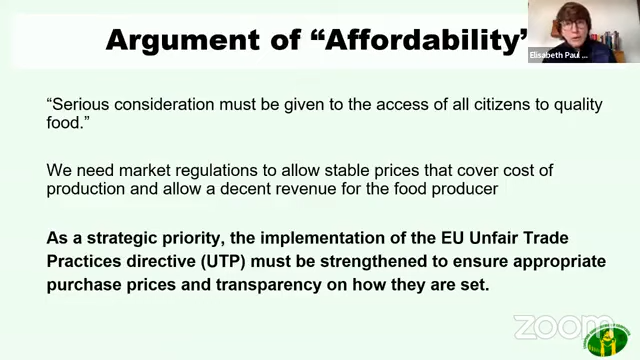 Argument of “Affordability”
Elisabeth Paul ...
“Serious consideration must be given to the access of all citizens to quality
food.”
We need market regulations to allow stable prices that cover cost of
production and allow a decent revenue for the food producer
As a strategic priority, the implementation of the EU Unfair Trade
Practices directive (UTP) must be strengthened to ensure appropriate
purchase prices and transparency on how they are set.
zoom